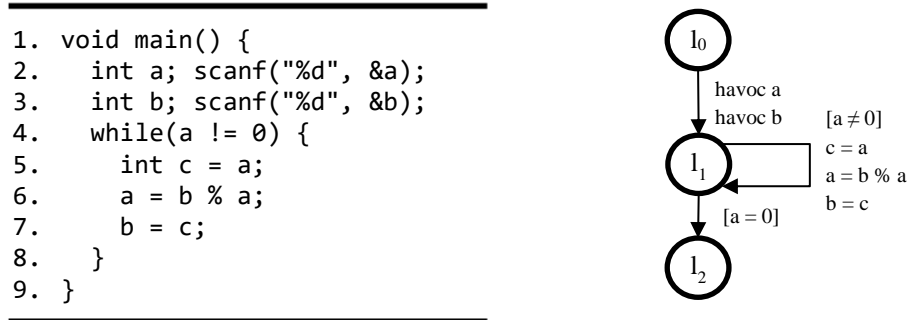 1. void main() {
2.   int a; scanf("%d", &a);
3.   int b; scanf("%d", &b);
4.   while(a != 0) {
5.     int c = a;
6.     a = b % a;
7.     b = c;
8.   }
9. }
l0
havoc a
havoc b
[a ≠ 0]
c = a
a = b % a
b = c
l1
[a = 0]
l2